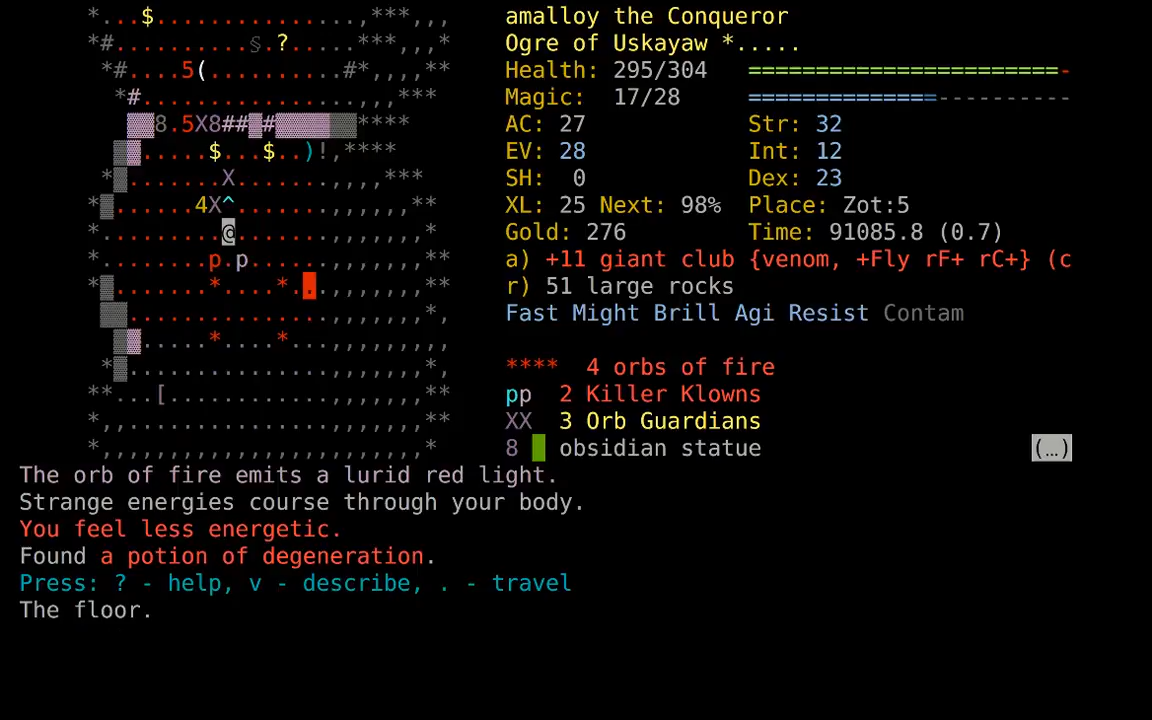 *...$.............,***,,,   amalloy the Conqueror
*#..........§.?.....***,,,*   Ogre of Uskayaw *.....
*#....5(..........#*,,,,**   Health: 295/304 ========================-
*#...............,,,***   Magic: 17/28 ==============----------
8.5X8## # ****   AC: 27 Str: 32
.....$...$..)!,****   EV: 28 Int: 12
* .......X.......,,,,***   SH: 0 Dex: 23
* ......4X^.......,,,,,,**   XL: 25 Next: 98% Place: Zot:5
*.........@.......,,,,,,,*   Gold: 276 Time: 91085.8 (0.7)
*........p.p......,,,,,,**   a) +11 giant club {venom, +Fly rF+ rC+} (c
* .......*....*. .,,,,,,,**   r) 51 large rocks
................,,,,,,,*,   Fast Might Brill Agi Resist Contam
.....*....*...,,,,,,,,,
* ...............,,,,,,,*,   **** 4 orbs of fire
**...[............,,,,,,**   pp 2 Killer Klowns
*,,...............,,,,,,,*   XX 3 Orb Guardians
*,,,,,,,,,,,,,,,,,,,,,,,*   8 obsidian statue (…)
The orb of fire emits a lurid red light.
Strange energies course through your body.
You feel less energetic.
Found a potion of degeneration.
Press: ? - help, v - describe, . - travel
The floor.